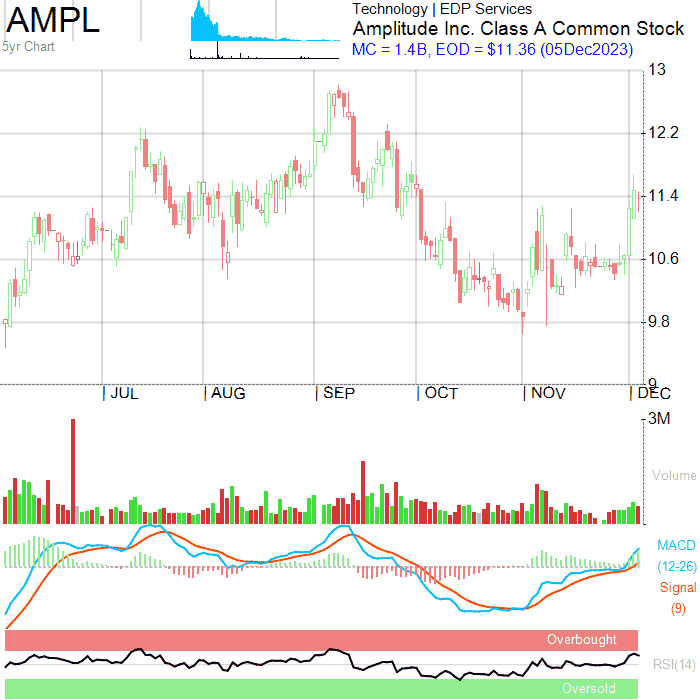 AMPL
5yr Chart
Technology | EDP Services
Amplitude Inc. Class A Common Stock
MC = 1.4B, EOD = $11.36 (05Dec2023)
13
12.2
11.4
10.6
9.8
9
JUL AUG SEP OCT NOV DEC
3M
Volume
MACD
(12-26)
Signal
(9)
Overbought
RSI(14)
Oversold